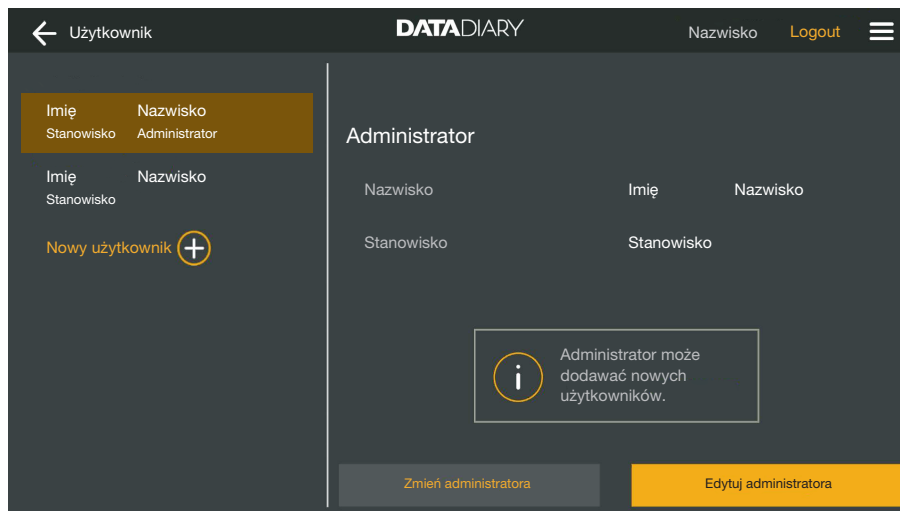 Użytkownik
DATADIARY
Nazwisko Logout
Imię Nazwisko
Stanowisko Administrator
Imię Nazwisko
Stanowisko
Nowy użytkownik
Administrator
Nazwisko Imię Nazwisko
Stanowisko Stanowisko
Administrator może
dodawać nowych
użytkowników.
Zmień administratora
Edytuj administratora